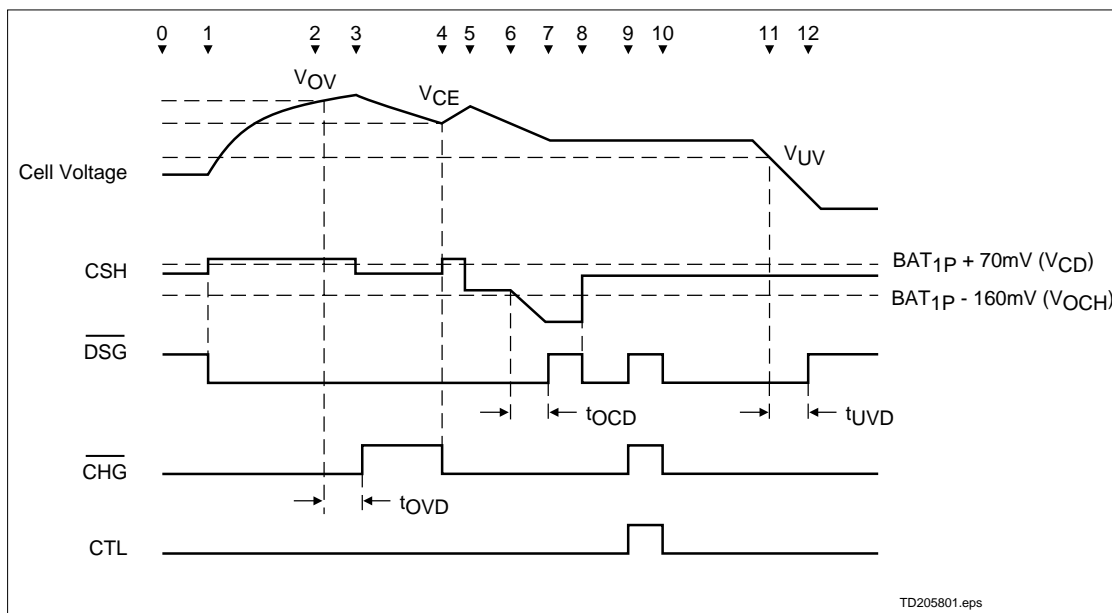 0 1 2 3 4 5 6 7 8 9 10 11 12
VOV
VCE
VUV
Cell Voltage
CSH
BAT1P + 70mV (VCD)
BAT1P - 160mV (VOCH)
DSG
tOCD
tUVD
CHG
tOVD
CTL
TD205801.eps